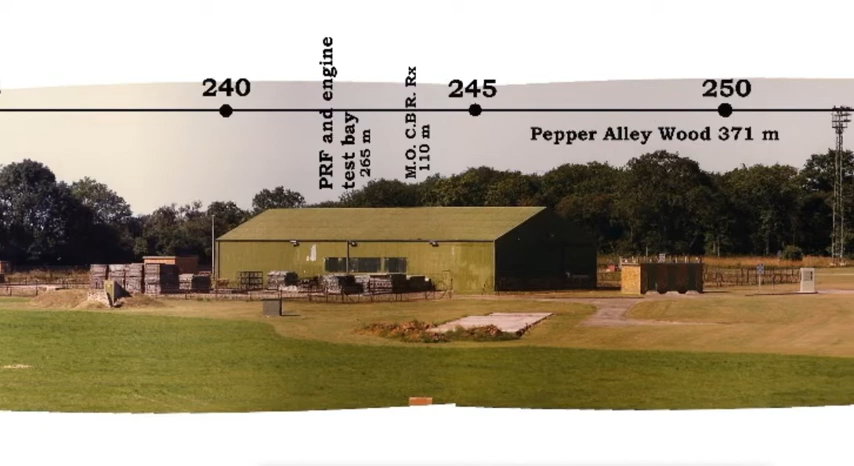 240
245
250
PRF and engine
test bay
265 m
M.O. C.B.R. Rx
110 m
Pepper Alley Wood 371 m